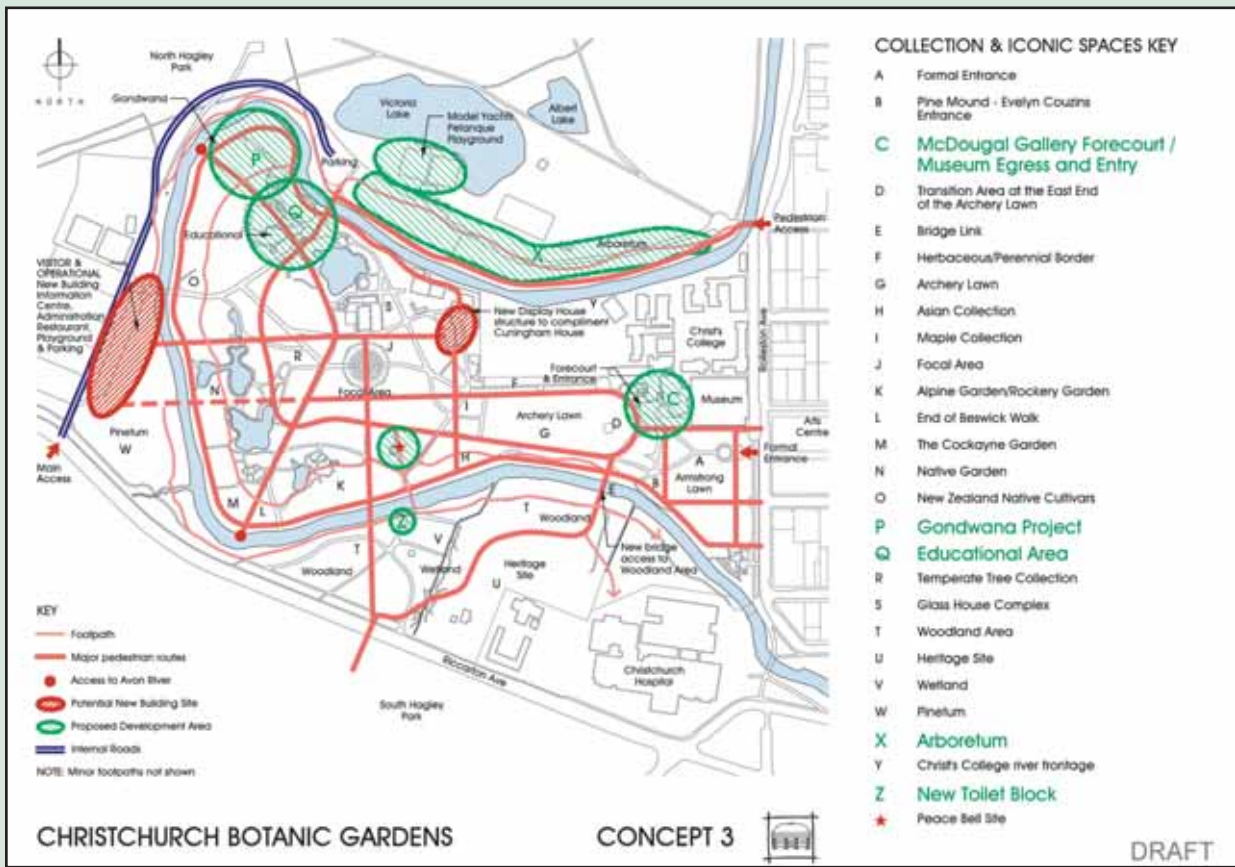 NORTH
North Hagley
Park
Gondwand
P
Parking
Victoria
Lake
Albert
Lake
Model Yachts
Petanque
Playground
Q
Educational
X
Arboretum
Pedestrian
Access
VISITOR &
OPERATIONAL
New Building
Information
Centre,
Administration
Restaurant,
Playground
& Parking
O
Y
New Display House
structure to compliment
Cuningham House
Christ's
College
Rolleston Ave
R
J
Focal Area
Forecourt
& Entrance
F
C
Museum
N
I
Archery Lawn
G
D
Arts
Centre
Pinetum
W
Main
Access
Formal
Entrance
A
Armstrong
Lawn
H
B
E
K
M
L
Z
T
Woodland
New bridge
access to
Woodland Area
T
Woodland
V
Wetland
Heritage
Site
U
Christchurch
Hospital
Riccarton Ave
South Hagley
Park
KEY
Footpath
Major pedestrian routes
Access to Avon River
Potential New Building Site
Proposed Development Area
Internal Roads
NOTE: Minor footpaths not shown
CHRISTCHURCH BOTANIC GARDENS
CONCEPT 3
COLLECTION & ICONIC SPACES KEY
A Formal Entrance
B Pine Mound - Evelyn Couzins
Entrance
C McDougal Gallery Forecourt /
Museum Egress and Entry
D Transition Area at the East End
of the Archery Lawn
E Bridge Link
F Herbaceous/Perennial Border
G Archery Lawn
H Asian Collection
I Maple Collection
J Focal Area
K Alpine Garden/Rockery Garden
L End of Beswick Walk
M The Cockayne Garden
N Native Garden
O New Zealand Native Cultivars
P Gondwana Project
Q Educational Area
R Temperate Tree Collection
S Glass House Complex
T Woodland Area
U Heritage Site
V Wetland
W Pinetum
X Arboretum
Y Christ's College river frontage
Z New Toilet Block
★ Peace Bell Site
DRAFT